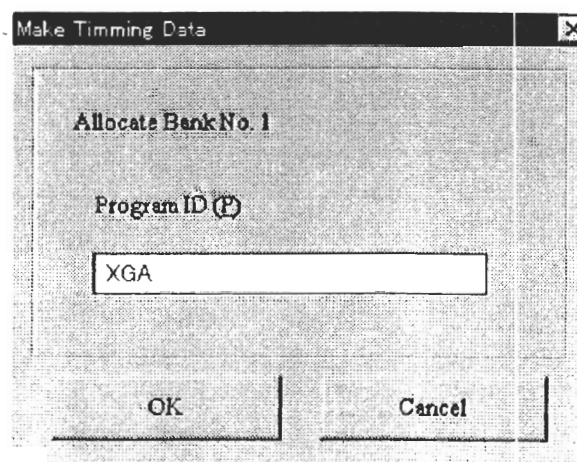 Make Timming Data
Allocate Bank No. 1
Program ID (P)
XGA
OK
Cancel